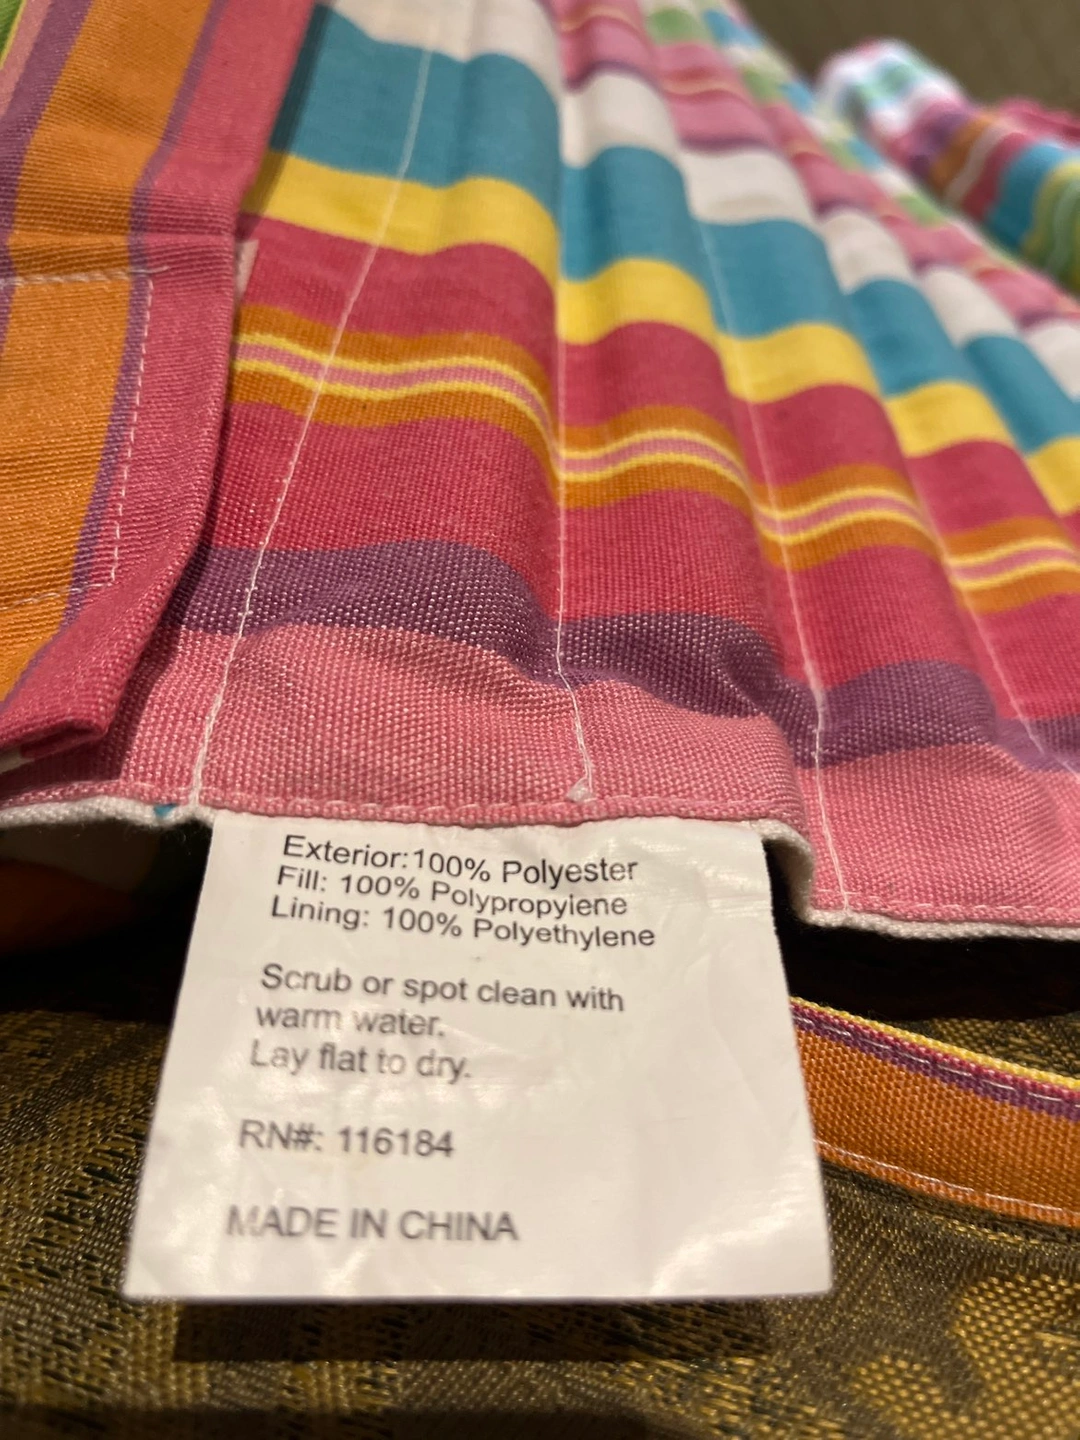 Exterior:100% Polyester
Fill: 100% Polypropylene
Lining: 100% Polyethylene
Scrub or spot clean with
warm water.
Lay flat to dry.
RN#: 116184
MADE IN CHINA